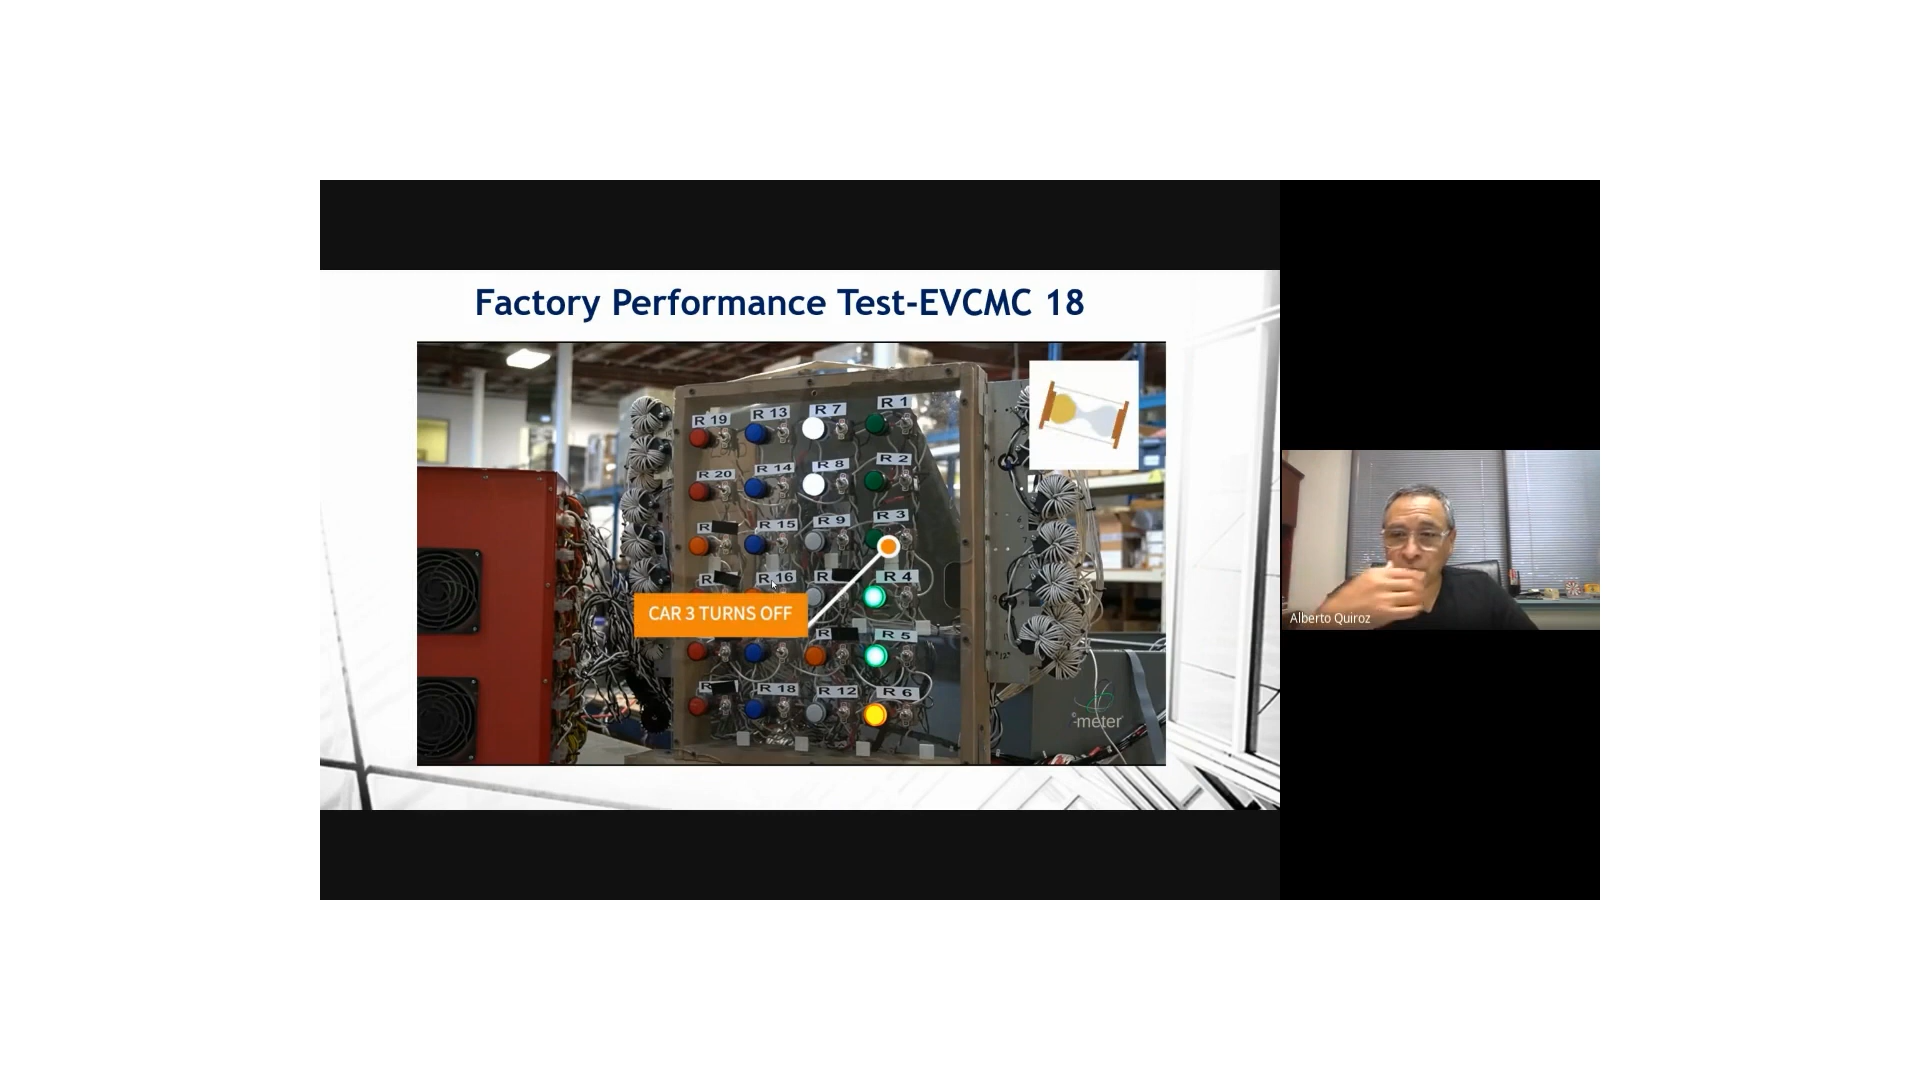 Factory Performance Test-EVCMC 18
R 19
R 13
R 7
R 1
R 20
R 14
R 8
R 2
R
R 15
R 9
R 3
R
R 16
R
R 4
CAR 3 TURNS OFF
R
R 5
R
R 18
R 12
R 6
meter
Alberto Quiroz